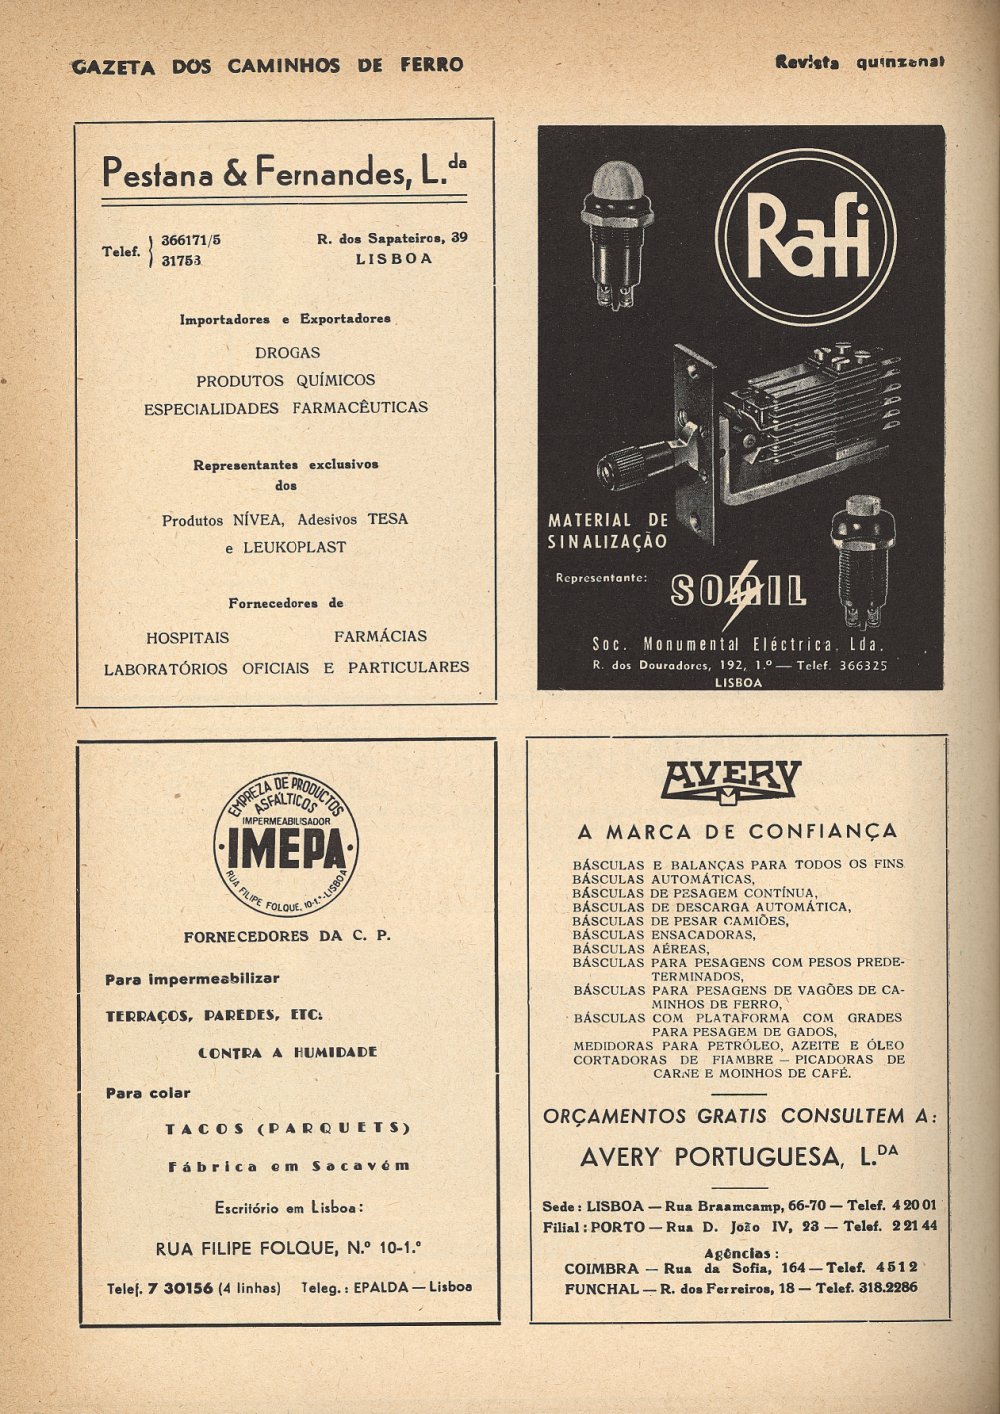 GAZETA DOS CAMINHOS DE FERRO
Revista quinzenal
Pestana & Fernandes, L.da
Telef. { 366171/5
31753
R. dos Sapateiros, 39
LISBOA
Importadores e Exportadores
DROGAS
PRODUTOS QUÍMICOS
ESPECIALIDADES FARMACÊUTICAS
Representantes exclusivos
dos
Produtos NÍVEA, Adesivos TESA
e LEUKOPLAST
Fornecedores de
HOSPITAIS FARMÁCIAS
LABORATÓRIOS OFICIAIS E PARTICULARES
Rafi
MATERIAL DE
SINALIZAÇÃO
Representante:
SOMIL
Soc. Monumental Eléctrica, Lda.
R. dos Douradores, 192, 1.º — Telef. 366325
LISBOA
EMPREZA DE PRODUCTOS
ASFÁLTICOS
IMPERMEABILISADOR
·IMEPA·
RUA FILIPE FOLQUE, 10-1.º-LISBOA
FORNECEDORES DA C. P.
Para impermeabilizar
TERRAÇOS, PAREDES, ETC.
CONTRA A HUMIDADE
Para colar
TACOS (PARQUETS)
Fábrica em Sacavém
Escritório em Lisboa:
RUA FILIPE FOLQUE, N.º 10-1.º
Telef. 7 30156 (4 linhas) Teleg.: EPALDA — Lisboa
AVERY
A MARCA DE CONFIANÇA
BÁSCULAS E BALANÇAS PARA TODOS OS FINS
BÁSCULAS AUTOMÁTICAS,
BÁSCULAS DE PESAGEM CONTÍNUA,
BÁSCULAS DE DESCARGA AUTOMÁTICA,
BÁSCULAS DE PESAR CAMIÕES,
BÁSCULAS ENSACADORAS,
BÁSCULAS AÉREAS,
BÁSCULAS PARA PESAGENS COM PESOS PREDE-
TERMINADOS,
BÁSCULAS PARA PESAGENS DE VAGÕES DE CA-
MINHOS DE FERRO,
BÁSCULAS COM PLATAFORMA COM GRADES
PARA PESAGEM DE GADOS,
MEDIDORAS PARA PETRÓLEO, AZEITE E ÓLEO
CORTADORAS DE FIAMBRE — PICADORAS DE
CARNE E MOINHOS DE CAFÉ.
ORÇAMENTOS GRATIS CONSULTEM A:
AVERY PORTUGUESA, L.DA
Sede: LISBOA — Rua Braamcamp, 66-70 — Telef. 4 20 01
Filial: PORTO — Rua D. João IV, 23 — Telef. 2 21 44
Agências:
COIMBRA — Rua da Sofia, 164 — Telef. 4512
FUNCHAL — R. dos Ferreiros, 18 — Telef. 318.2286